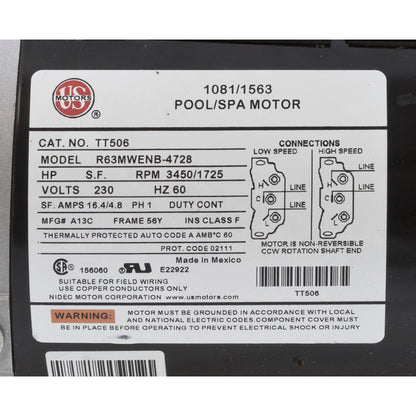 US
MOTORS
®
1081/1563
POOL/SPA MOTOR
CAT. NO. TT506
MODEL R63MWENB-4728
HP S.F. RPM 3450/1725
VOLTS 230 HZ 60
SF. AMPS 16.4/4.8 PH 1 DUTY CONT
MFG# A13C FRAME 56Y INS CLASS F
THERMALLY PROTECTED AUTO CODE A AMB°C 60
PROT. CODE 02111
Made in Mexico
156060 E22922
SUITABLE FOR FIELD WIRING
USE COPPER CONDUCTORS ONLY
NIDEC MOTOR CORPORATION www.usmotors.com
CONNECTIONS
LOW SPEED HIGH SPEED
H LINE H LINE
C C
L LINE L LINE
MOTOR IS NON-REVERSIBLE
CCW ROTATION SHAFT END
TT506
WARNING: MOTOR MUST BE GROUNDED IN ACCORDANCE WITH LOCAL
AND NATIONAL ELECTRIC CODES. COMPONENT COVER MUST
BE IN PLACE BEFORE OPERATING TO PREVENT ELECTRICAL SHOCK OR INJURY